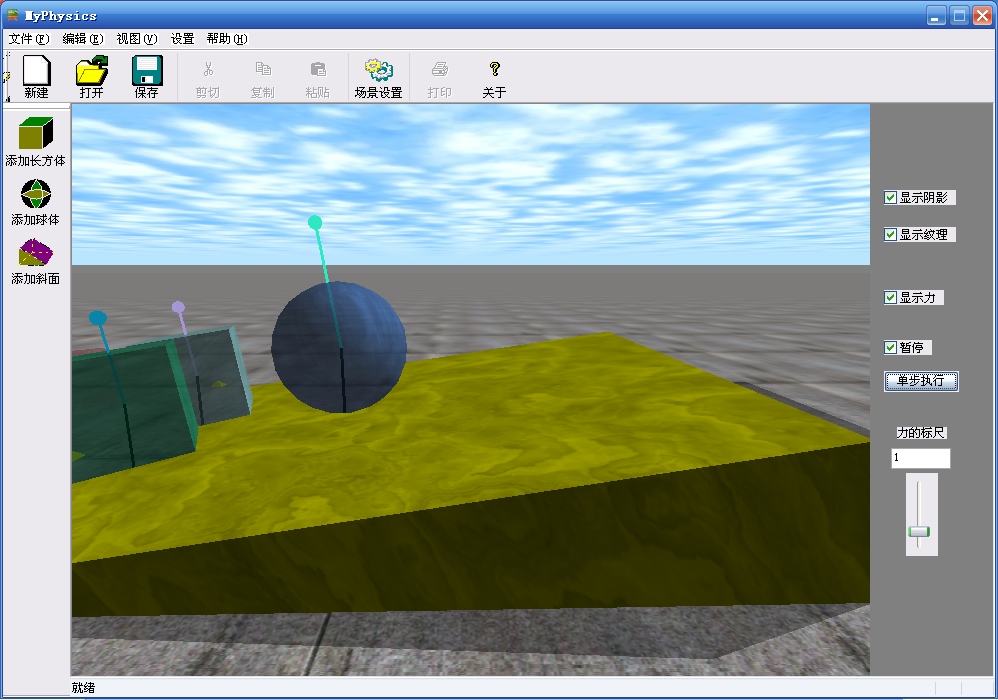 MyPhysics
文件(F) 编辑(E) 视图(V) 设置 帮助(H)
新建 打开 保存 剪切 复制 粘贴 场景设置 打印 关于
添加长方体
添加球体
添加斜面
显示阴影
显示纹理
显示力
暂停
单步执行
力的标尺
1
就绪